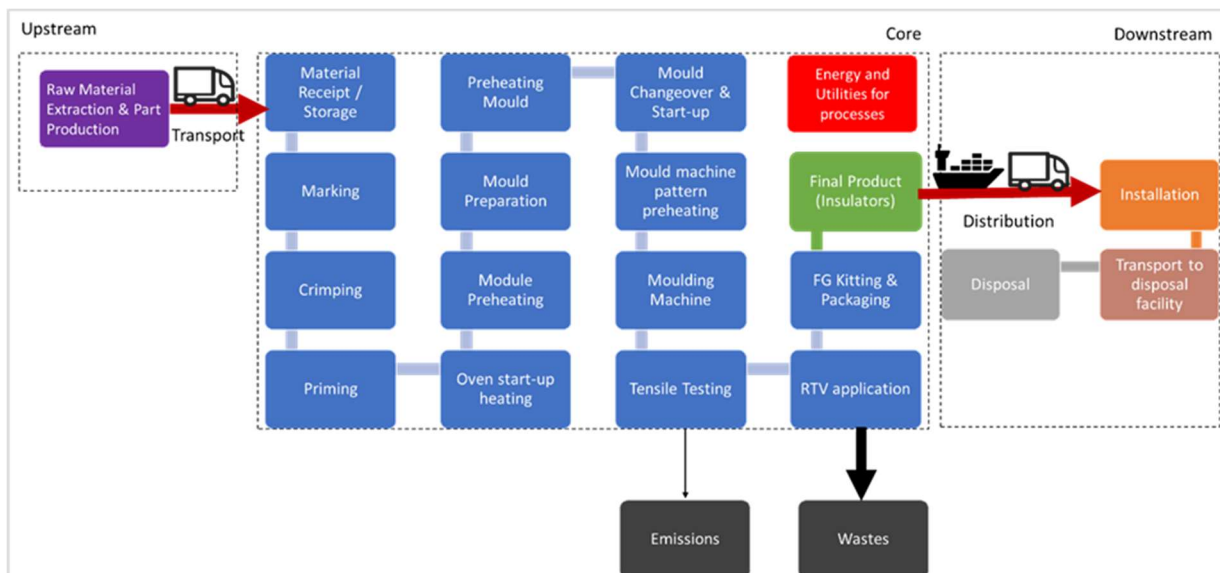 Upstream
Core
Downstream
Raw Material
Extraction & Part
Production
Transport
Material
Receipt /
Storage
Marking
Crimping
Priming
Preheating
Mould
Mould
Preparation
Module
Preheating
Oven start-up
heating
Mould
Changeover &
Start-up
Mould machine
pattern
preheating
Moulding
Machine
Tensile Testing
Energy and
Utilities for
processes
Final Product
(Insulators)
FG Kitting &
Packaging
RTV application
Distribution
Installation
Disposal
Transport to
disposal
facility
Emissions
Wastes